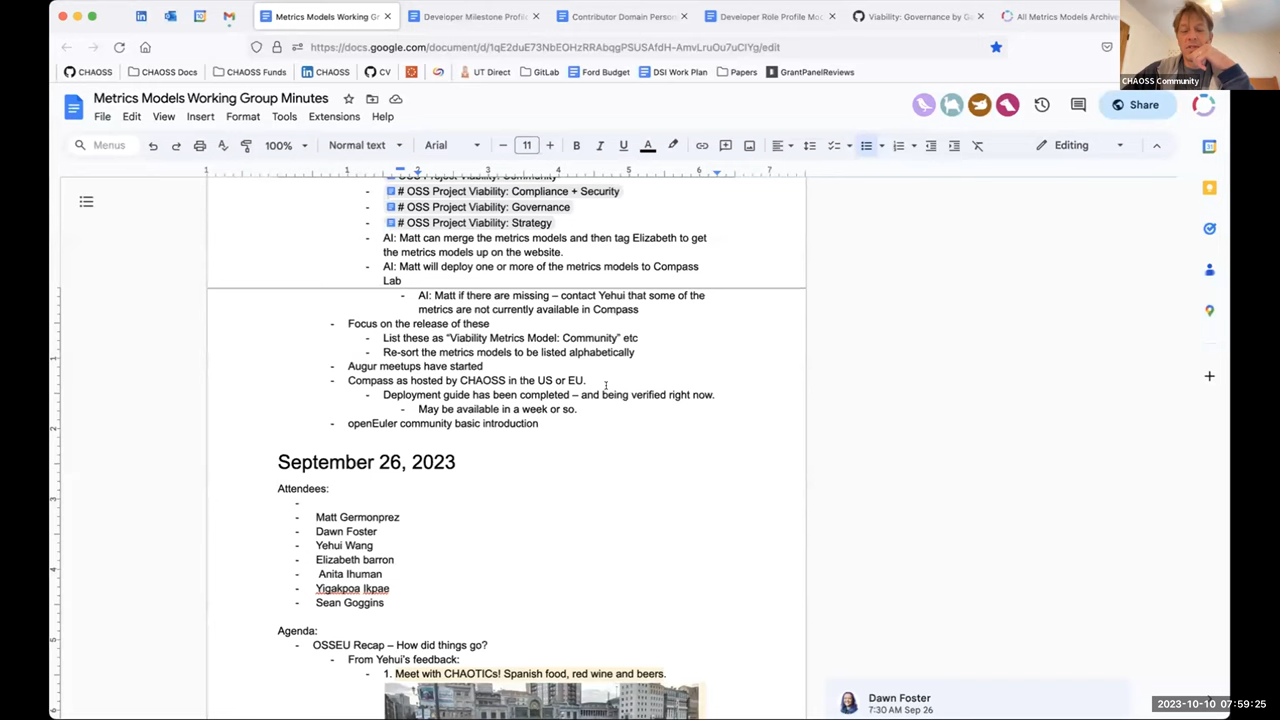 Metrics Models Working Gr
Developer Milestone Profil
Contributor Domain Person
Developer Role Profile Mo
Viability: Governance by G
All Metrics Models Archive
docs.google.com/document/d/1qE2duE73NbEOHzRRAbqgPSUSAfdH-AmvLruOu7uCIYg/edit
CHAOSS Community
CHAOSS
CHAOSS Docs
CHAOSS Funds
CHAOSS
CV
UT Direct
GitLab
Ford Budget
DSI Work Plan
Papers
GrantPanelReviews
Metrics Models Working Group Minutes
Share
File Edit View Insert Format Tools Extensions Help
Menus
100%
Normal text
Arial
11
Editing
# OSS Project Viability: Community
- # OSS Project Viability: Compliance + Security
- # OSS Project Viability: Governance
- # OSS Project Viability: Strategy
- AI: Matt can merge the metrics models and then tag Elizabeth to get
the metrics models up on the website.
- AI: Matt will deploy one or more of the metrics models to Compass
Lab
- AI: Matt if there are missing – contact Yehui that some of the
metrics are not currently available in Compass
- Focus on the release of these
- List these as “Viability Metrics Model: Community” etc
- Re-sort the metrics models to be listed alphabetically
- Augur meetups have started
- Compass as hosted by CHAOSS in the US or EU.
- Deployment guide has been completed – and being verified right now.
- May be available in a week or so.
- openEuler community basic introduction
September 26, 2023
Attendees:
-
- Matt Germonprez
- Dawn Foster
- Yehui Wang
- Elizabeth barron
- Anita Ihuman
- Yigakpoa Ikpae
- Sean Goggins
Agenda:
- OSSEU Recap – How did things go?
- From Yehui's feedback:
- 1. Meet with CHAOTICs! Spanish food, red wine and beers.
Dawn Foster
7:30 AM Sep 26
2023-10-10 07:59:25